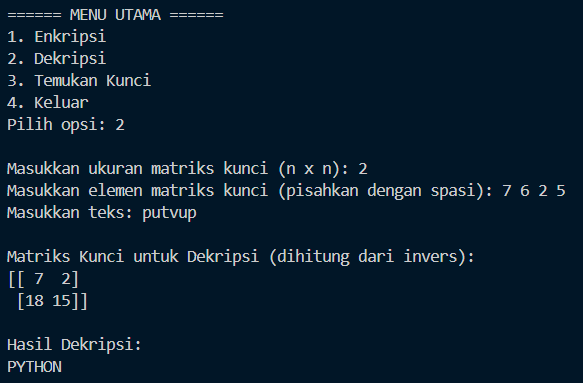 ====== MENU UTAMA ======
1. Enkripsi
2. Dekripsi
3. Temukan Kunci
4. Keluar
Pilih opsi: 2
Masukkan ukuran matriks kunci (n x n): 2
Masukkan elemen matriks kunci (pisahkan dengan spasi): 7 6 2 5
Masukkan teks: putvup
Matriks Kunci untuk Dekripsi (dihitung dari invers):
[[ 7  2]
 [18 15]]
Hasil Dekripsi:
PYTHON